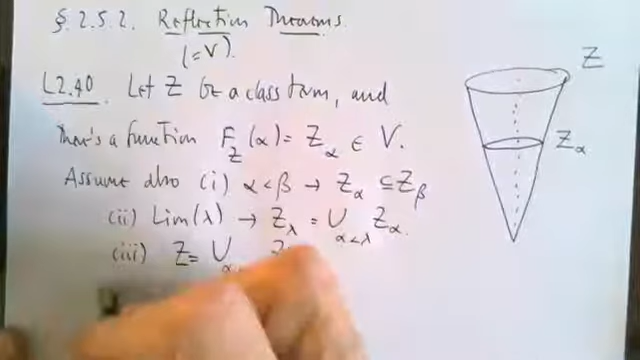 §.2.5.2. Reflection Theorems.
(=V).
L2.40. Let Z be a class term, and
there's a function F_Z(α) = Z_α ∈ V.
Assume also (i) α<β → Z_α ⊆ Z_β
(ii) Lim(λ) → Z_λ = ∪_{α<λ} Z_α.
(iii) Z = ∪
Z
Z_α